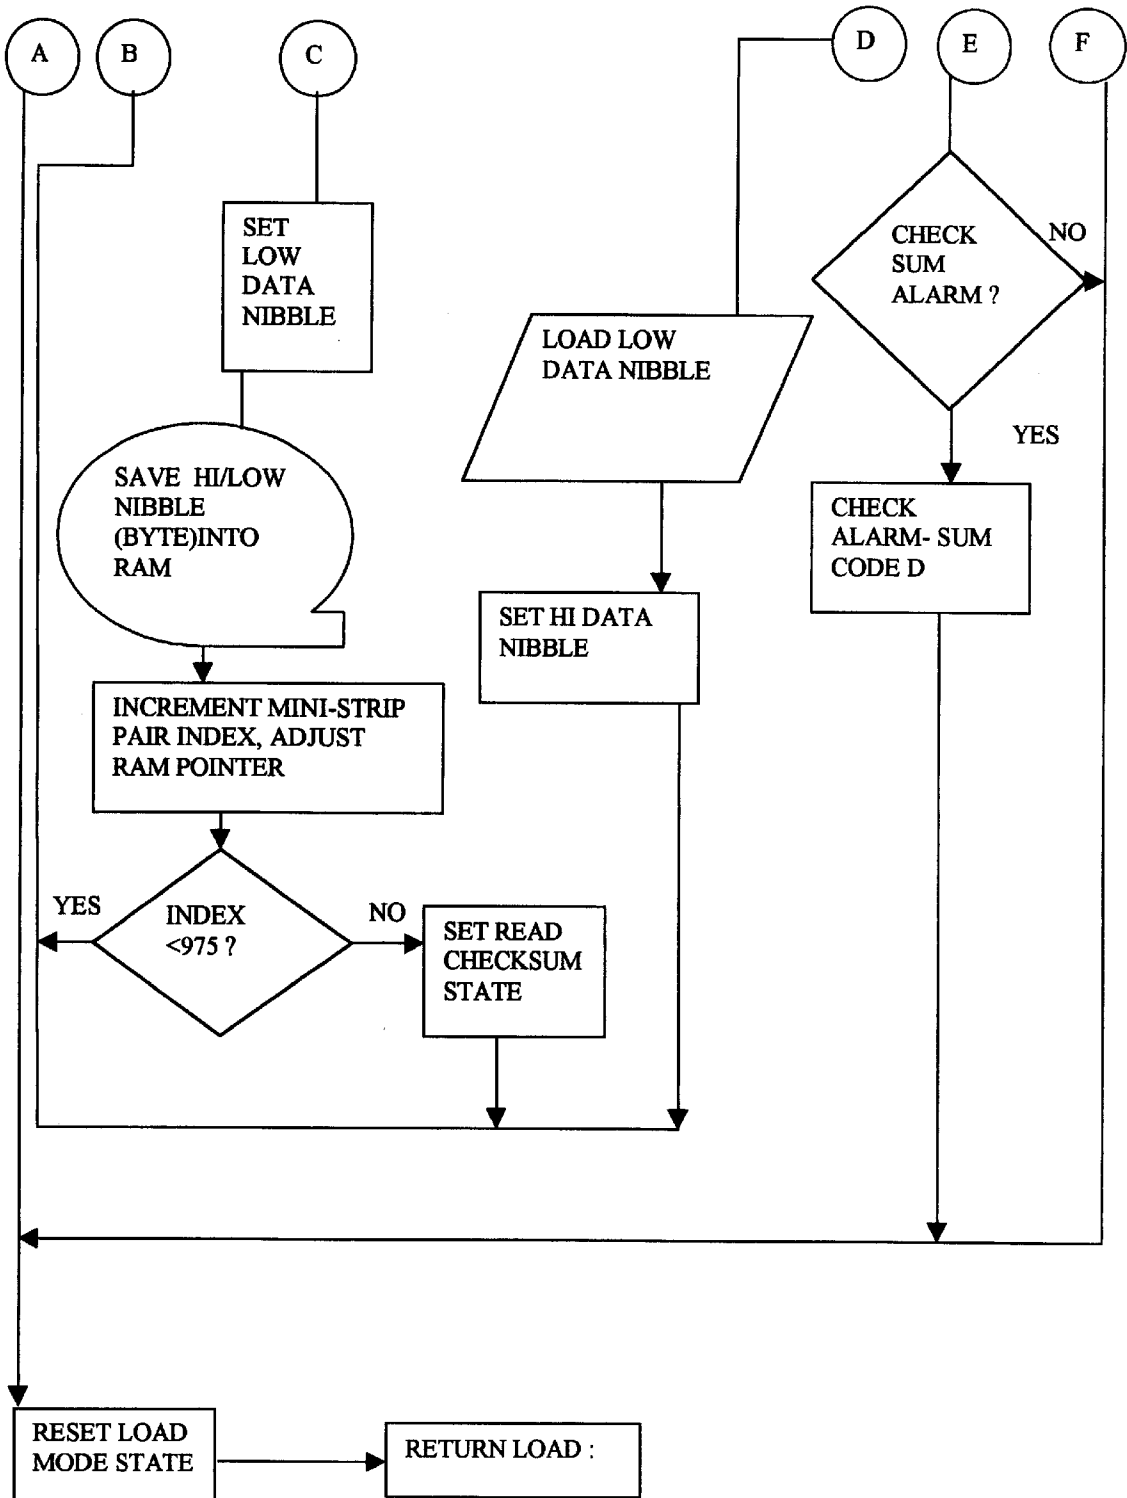 A
B
C
D
E
F
SET
LOW
DATA
NIBBLE
CHECK
SUM
ALARM ?
NO
YES
LOAD LOW
DATA NIBBLE
SAVE HI/LOW
NIBBLE
(BYTE)INTO
RAM
CHECK
ALARM- SUM
CODE D
SET HI DATA
NIBBLE
INCREMENT MINI-STRIP
PAIR INDEX, ADJUST
RAM POINTER
YES
INDEX
<975 ?
NO
SET READ
CHECKSUM
STATE
RESET LOAD
MODE STATE
RETURN LOAD :